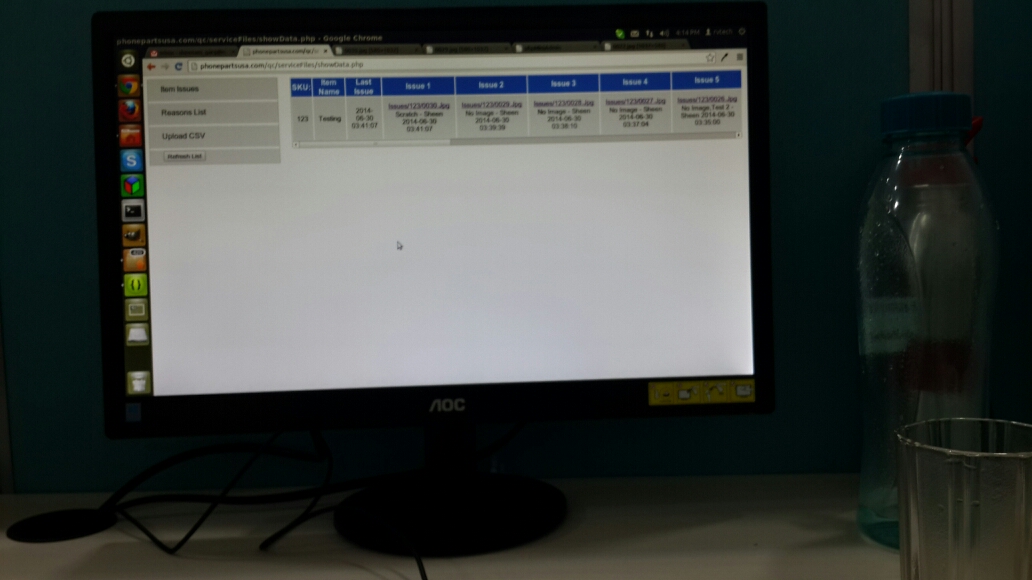 phonepartsusa.com/qc/serviceFiles/showData.php - Google Chrome
4:14 PM
phonepartsusa.com/qc/serviceFiles/showData.php
Item Issues
Reasons List
Upload CSV
Refresh List
SKU: Item Name Last Issue Issue 1 Issue 2 Issue 3 Issue 4 Issue 5
123 Testing 2014-06-30 03:41:07
Issues/123/0030.jpg
Scratch - Sheen
2014-06-30
03:41:07
Issues/123/0029.jpg
No Image - Sheen
2014-06-30
03:39:39
Issues/123/0028.jpg
No Image - Sheen
2014-06-30
03:38:10
Issues/123/0027.jpg
No Image - Sheen
2014-06-30
03:37:04
Issues/123/0026.jpg
No Image,Test 2 -
Sheen 2014-06-30
03:35:00
AOC